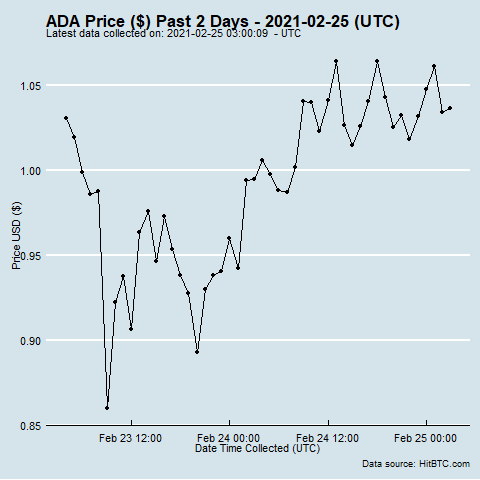 ADA Price ($) Past 2 Days - 2021-02-25 (UTC)
Latest data collected on: 2021-02-25 03:00:09 - UTC
1.05
1.00
0.95
0.90
0.85
Price USD ($)
Feb 23 12:00 Feb 24 00:00 Feb 24 12:00 Feb 25 00:00
Date Time Collected (UTC)
Data source: HitBTC.com